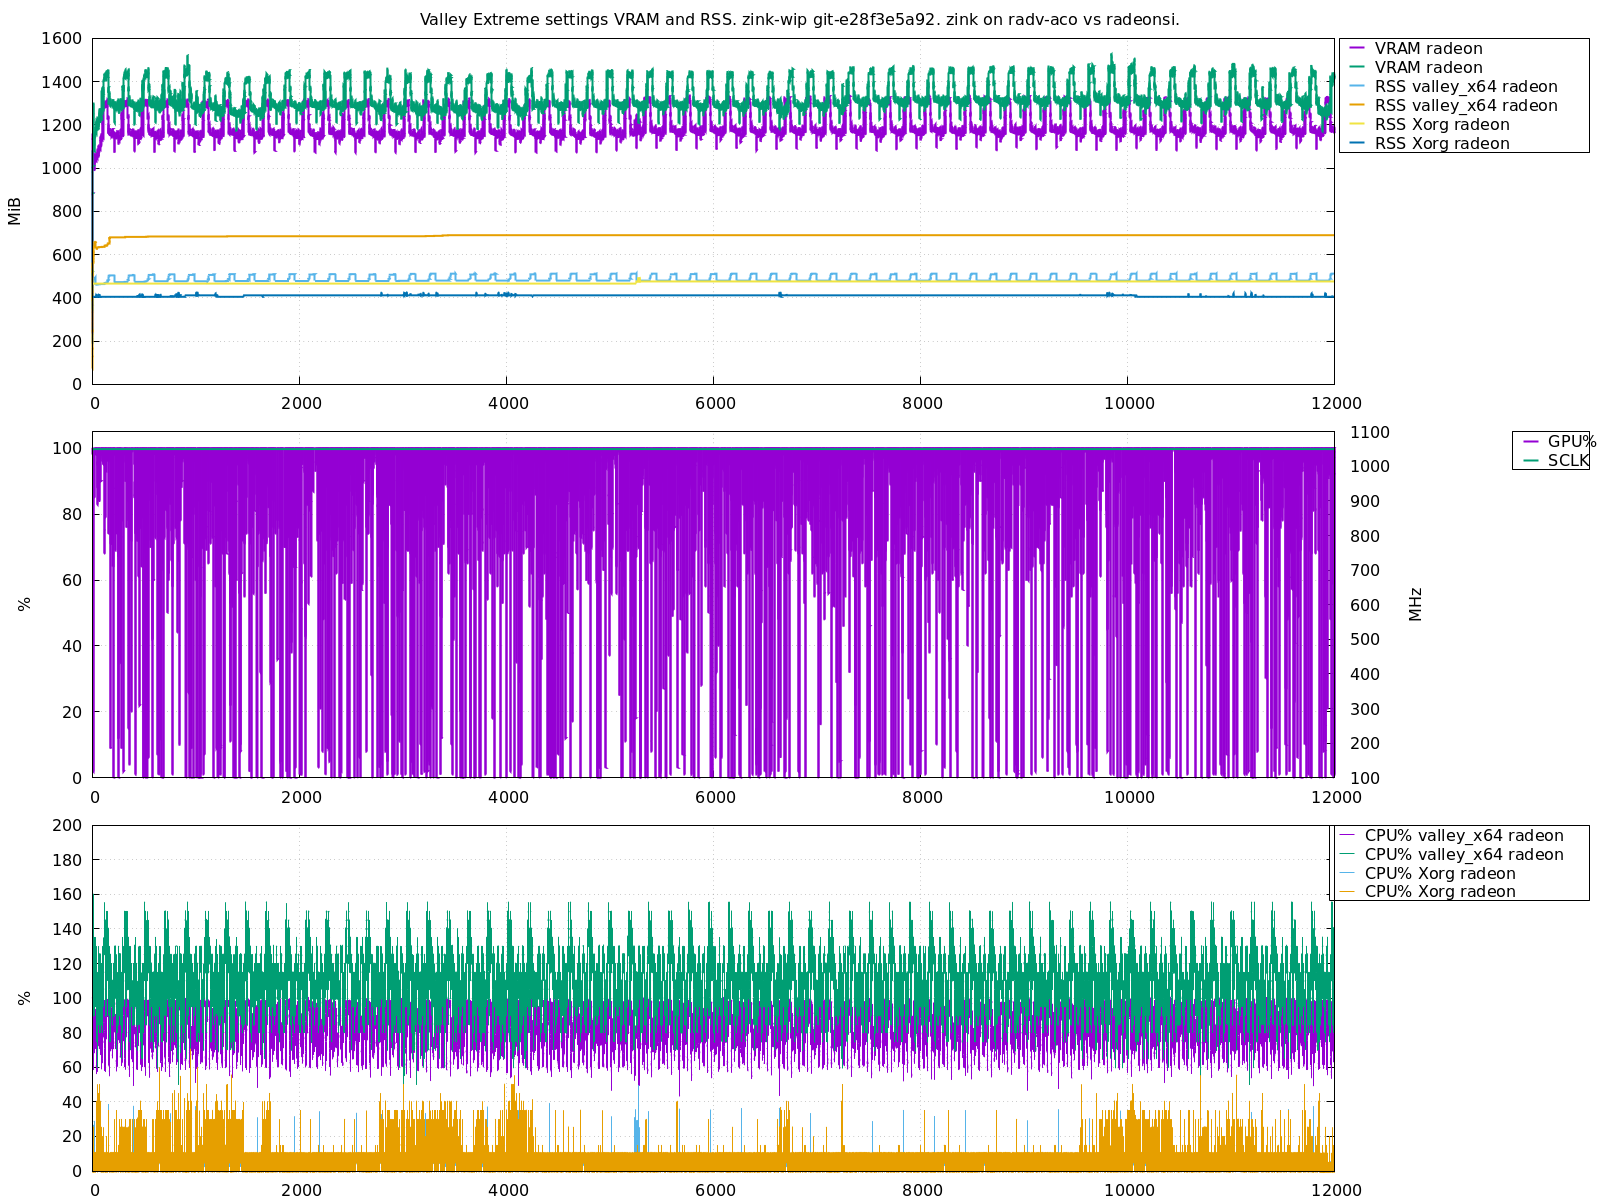 Valley Extreme settings VRAM and RSS. zink-wip git-e28f3e5a92. zink on radv-aco vs radeonsi.
1600
1400
1200
1000
800
600
400
200
0
MiB
0 2000 4000 6000 8000 10000 12000
VRAM radeon
VRAM radeon
RSS valley_x64 radeon
RSS valley_x64 radeon
RSS Xorg radeon
RSS Xorg radeon
100
80
60
40
20
0
%
0 2000 4000 6000 8000 10000 12000
1100
1000
900
800
700
600
500
400
300
200
100
MHz
GPU%
SCLK
200
180
160
140
120
100
80
60
40
20
0
%
0 2000 4000 6000 8000 10000 12000
CPU% valley_x64 radeon
CPU% valley_x64 radeon
CPU% Xorg radeon
CPU% Xorg radeon